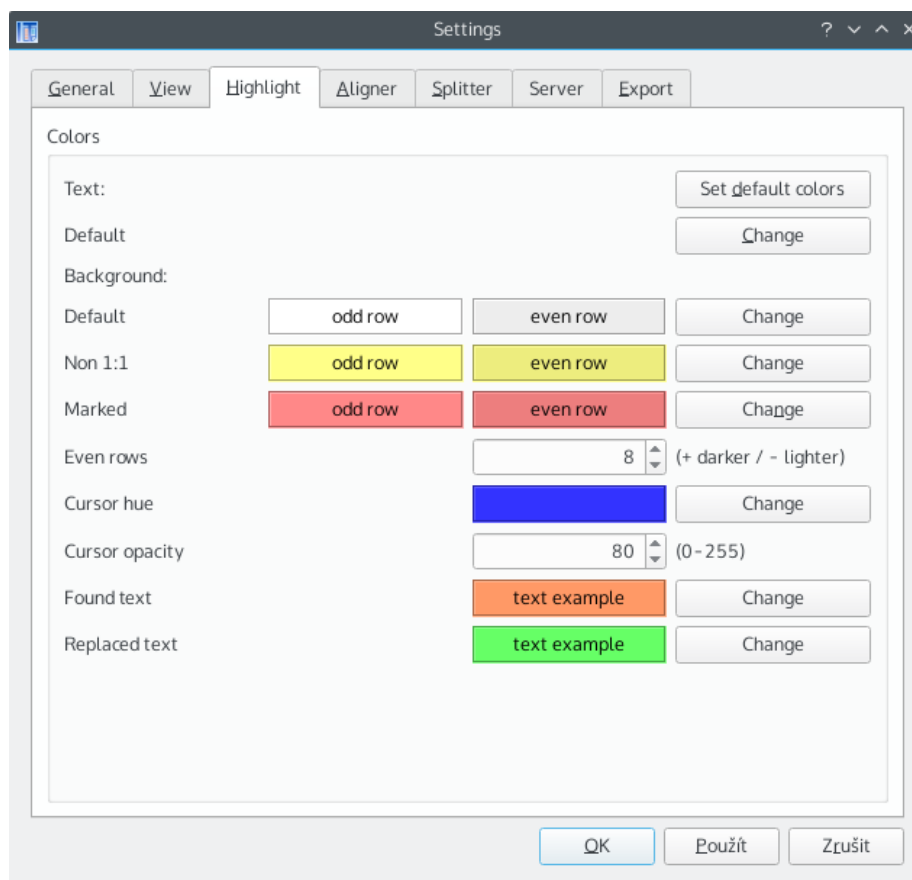 Settings
General View Highlight Aligner Splitter Server Export
Colors
Text: Set default colors
Default Change
Background:
Default odd row even row Change
Non 1:1 odd row even row Change
Marked odd row even row Change
Even rows 8 (+ darker / - lighter)
Cursor hue Change
Cursor opacity 80 (0-255)
Found text text example Change
Replaced text text example Change
OK Použít Zrušit